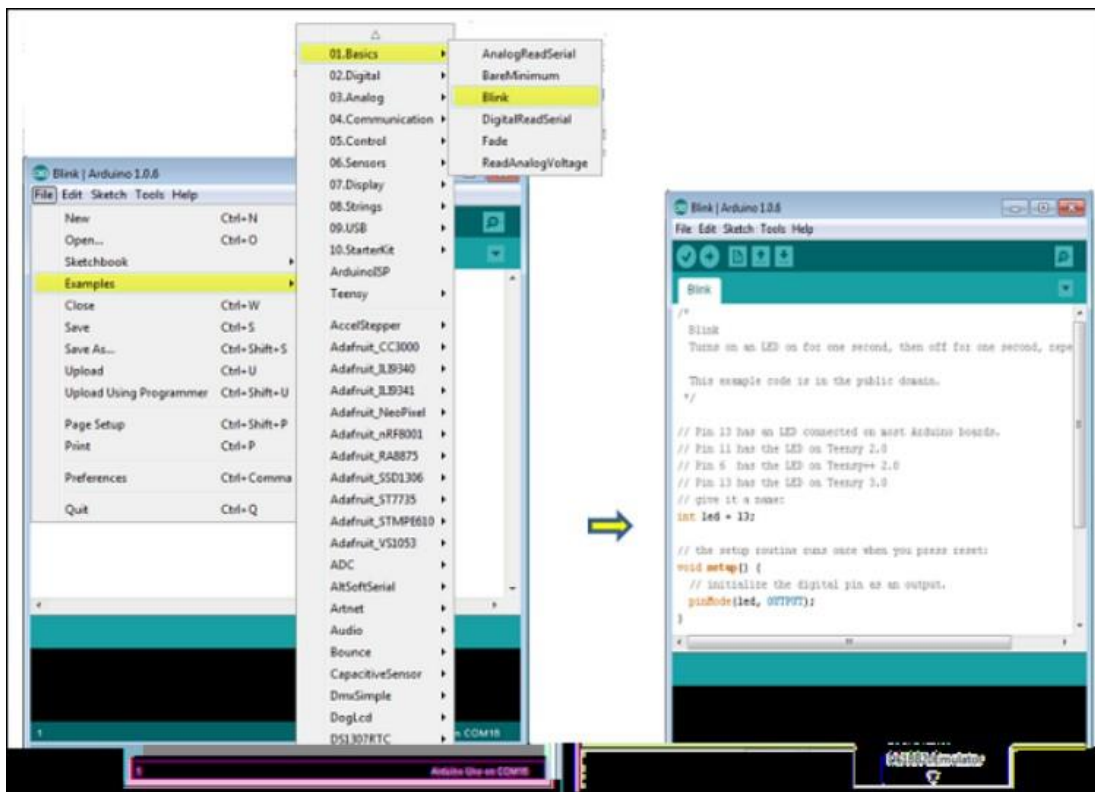 01.Basics
02.Digital
03.Analog
04.Communication
05.Control
06.Sensors
07.Display
08.Strings
09.USB
10.StarterKit
ArduinoISP
Teensy
AccelStepper
Adafruit_CC3000
Adafruit_ILI9340
Adafruit_ILI9341
Adafruit_NeoPixel
Adafruit_nRF8001
Adafruit_RA8875
Adafruit_SSD1306
Adafruit_ST7735
Adafruit_STMPE610
Adafruit_VS1053
ADC
AltSoftSerial
Artnet
Audio
Bounce
CapacitiveSensor
DmxSimple
DogLcd
DS1307RTC
AnalogReadSerial
BareMinimum
Blink
DigitalReadSerial
Fade
ReadAnalogVoltage
Blink | Arduino 1.0.6
File Edit Sketch Tools Help
New Ctrl+N
Open... Ctrl+O
Sketchbook
Examples
Close Ctrl+W
Save Ctrl+S
Save As... Ctrl+Shift+S
Upload Ctrl+U
Upload Using Programmer Ctrl+Shift+U
Page Setup Ctrl+Shift+P
Print Ctrl+P
Preferences Ctrl+Comma
Quit Ctrl+Q
1 on COM16
1 Arduino Uno on COM16
Blink | Arduino 1.0.6
File Edit Sketch Tools Help
Blink
/*
Blink
Turns on an LED on for one second, then off for one second, repe
This example code is in the public domain.
*/
// Pin 13 has an LED connected on most Arduino boards.
// Pin 11 has the LED on Teensy 2.0
// Pin 6 has the LED on Teensy++ 2.0
// Pin 13 has the LED on Teensy 3.0
// give it a name:
int led = 13;
// the setup routine runs once when you press reset:
void setup() {
// initialize the digital pin as an output.
pinMode(led, OUTPUT);
}